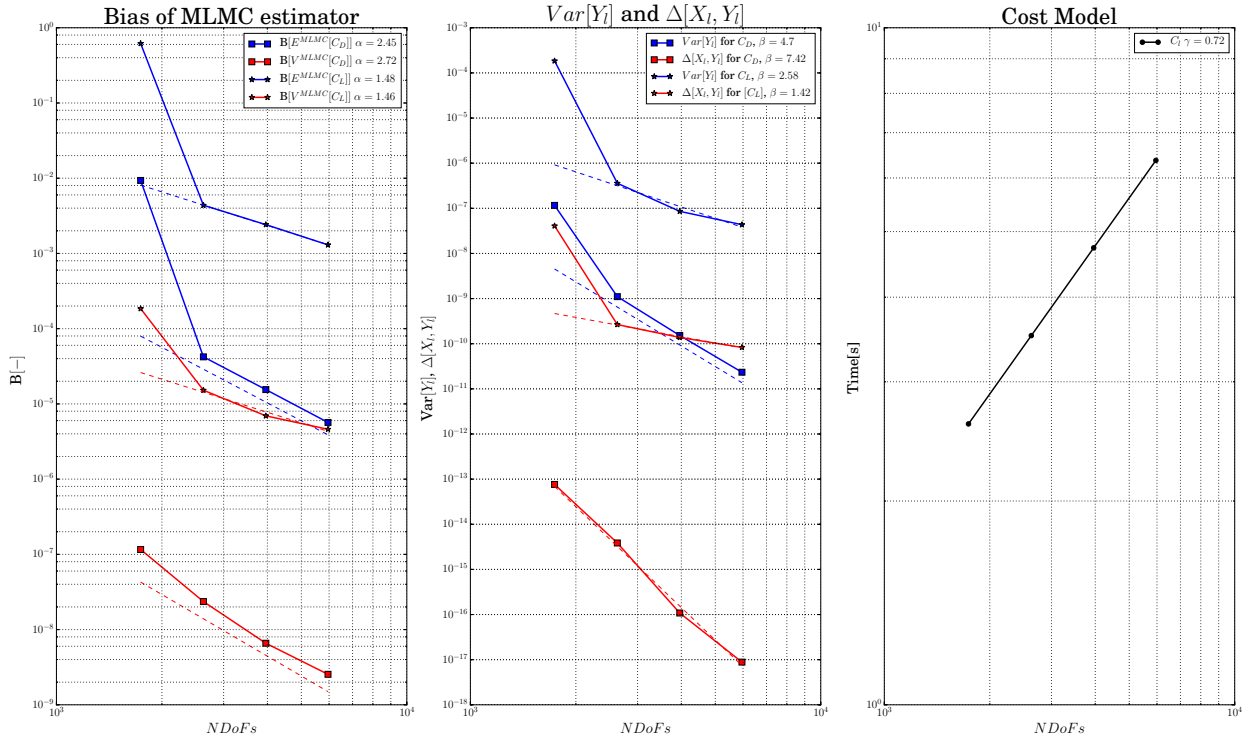 Bias of MLMC estimator
B[E^{MLMC}[C_D]] α = 2.45
B[V^{MLMC}[C_D]] α = 2.72
B[E^{MLMC}[C_L]] α = 1.48
B[V^{MLMC}[C_L]] α = 1.46
10^0
10^{-1}
10^{-2}
10^{-3}
10^{-4}
10^{-5}
10^{-6}
10^{-7}
10^{-8}
10^{-9}
B[−]
10^3
10^4
NDoFs
Var[Y_l] and Δ[X_l, Y_l]
Var[Y_l] for C_D, β = 4.7
Δ[X_l, Y_l] for C_D, β = 7.42
Var[Y_l] for C_L, β = 2.58
Δ[X_l, Y_l] for [C_L], β = 1.42
10^{-3}
10^{-4}
10^{-5}
10^{-6}
10^{-7}
10^{-8}
10^{-9}
10^{-10}
10^{-11}
10^{-12}
10^{-13}
10^{-14}
10^{-15}
10^{-16}
10^{-17}
10^{-18}
Var[Y_l], Δ[X_l, Y_l]
10^3
10^4
NDoFs
Cost Model
C_l γ = 0.72
10^1
10^0
Time[s]
10^3
10^4
NDoFs